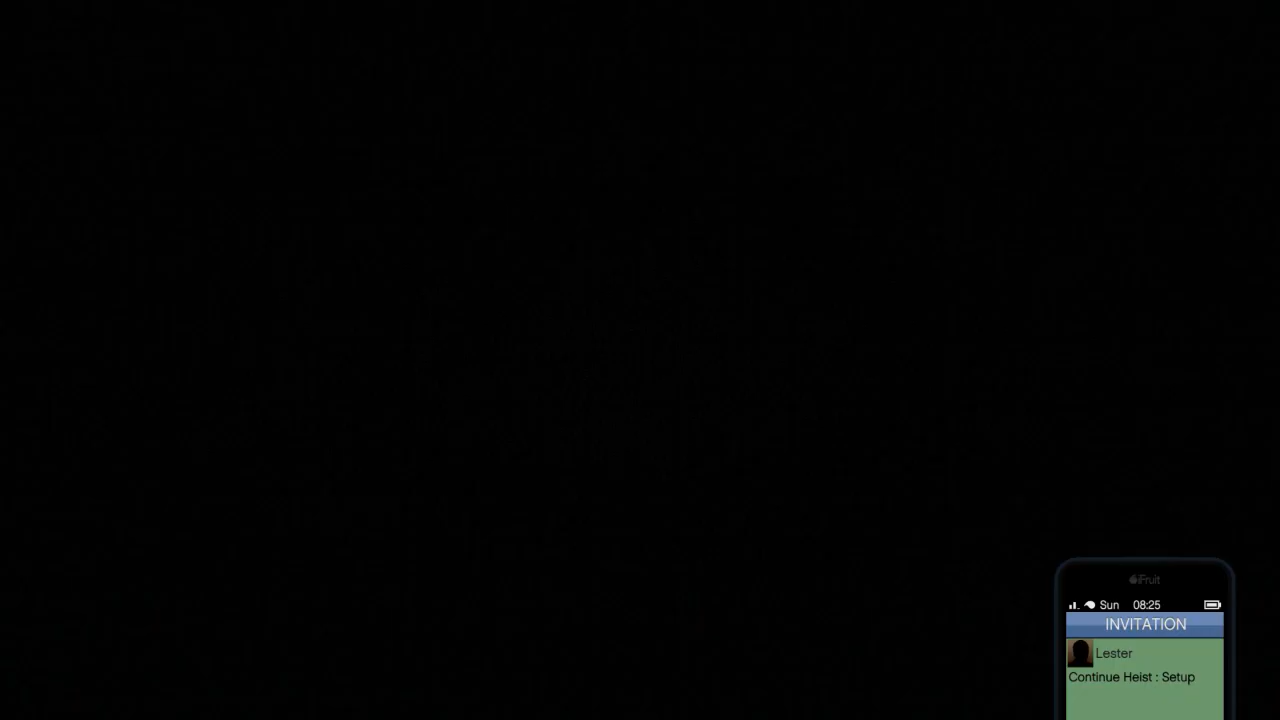 iFruit
Sun 08:25
INVITATION
Lester
Continue Heist : Setup